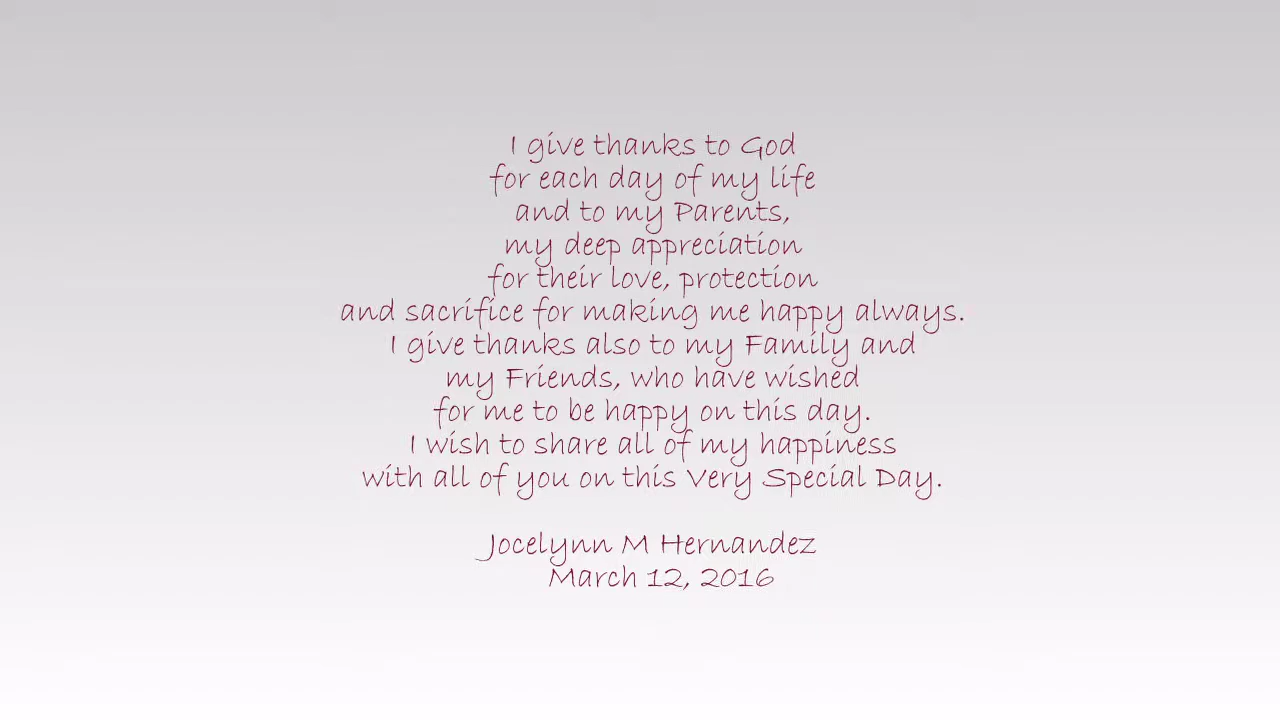 I give thanks to God
for each day of my life
and to my Parents,
my deep appreciation
for their love, protection
and sacrifice for making me happy always.
I give thanks also to my Family and
my Friends, who have wished
for me to be happy on this day.
I wish to share all of my happiness
with all of you on this Very Special Day.
Jocelynn M Hernandez
March 12, 2016